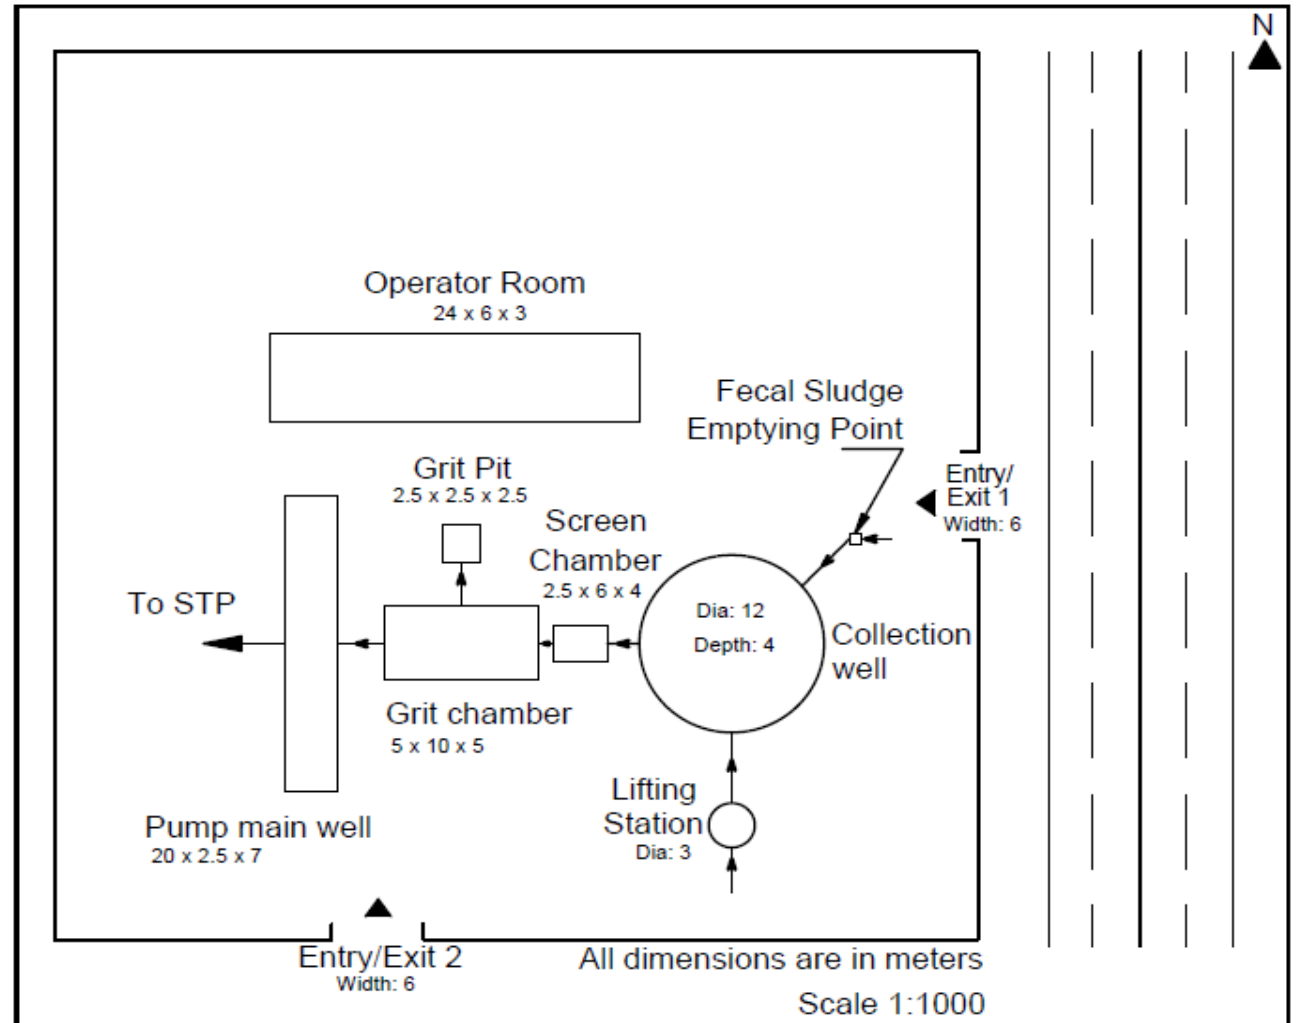 N
Operator Room
24 x 6 x 3
Fecal Sludge
Emptying Point
Grit Pit
2.5 x 2.5 x 2.5
Entry/
Exit 1
Width: 6
Screen
Chamber
2.5 x 6 x 4
To STP
Dia: 12
Depth: 4
Collection
well
Grit chamber
5 x 10 x 5
Lifting
Station
Dia: 3
Pump main well
20 x 2.5 x 7
Entry/Exit 2
Width: 6
All dimensions are in meters
Scale 1:1000